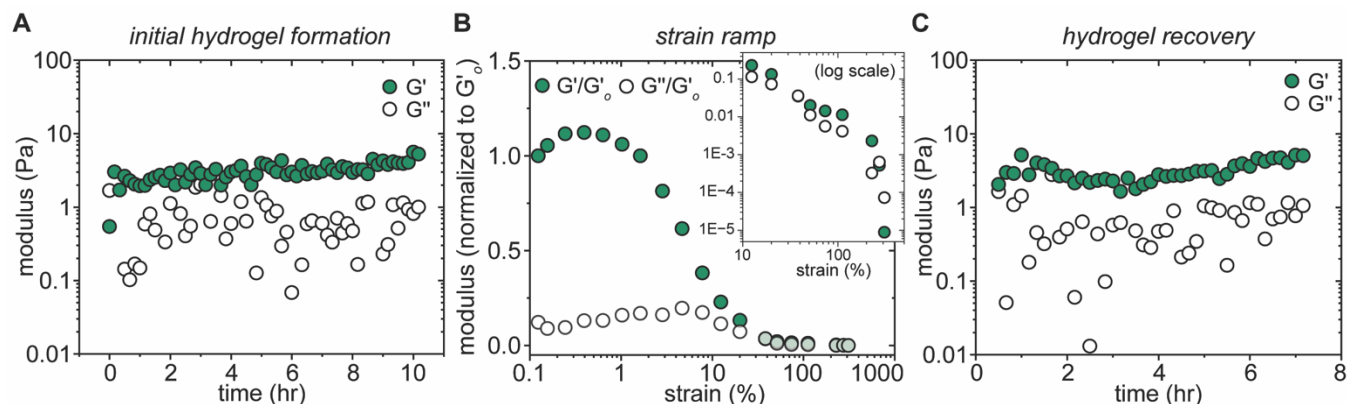 A
initial hydrogel formation
modulus (Pa)
100
10
1
0.1
0.01
G'
G''
0
2
4
6
8
10
time (hr)
B
strain ramp
modulus (normalized to G'o)
1.5
1.0
0.5
0.0
G'/G'o
G''/G'o
0.1
1
10
100
1000
strain (%)
(log scale)
0.1
0.01
1E-3
1E-4
1E-5
10
100
strain (%)
C
hydrogel recovery
modulus (Pa)
100
10
1
0.1
0.01
G'
G''
0
2
4
6
8
time (hr)